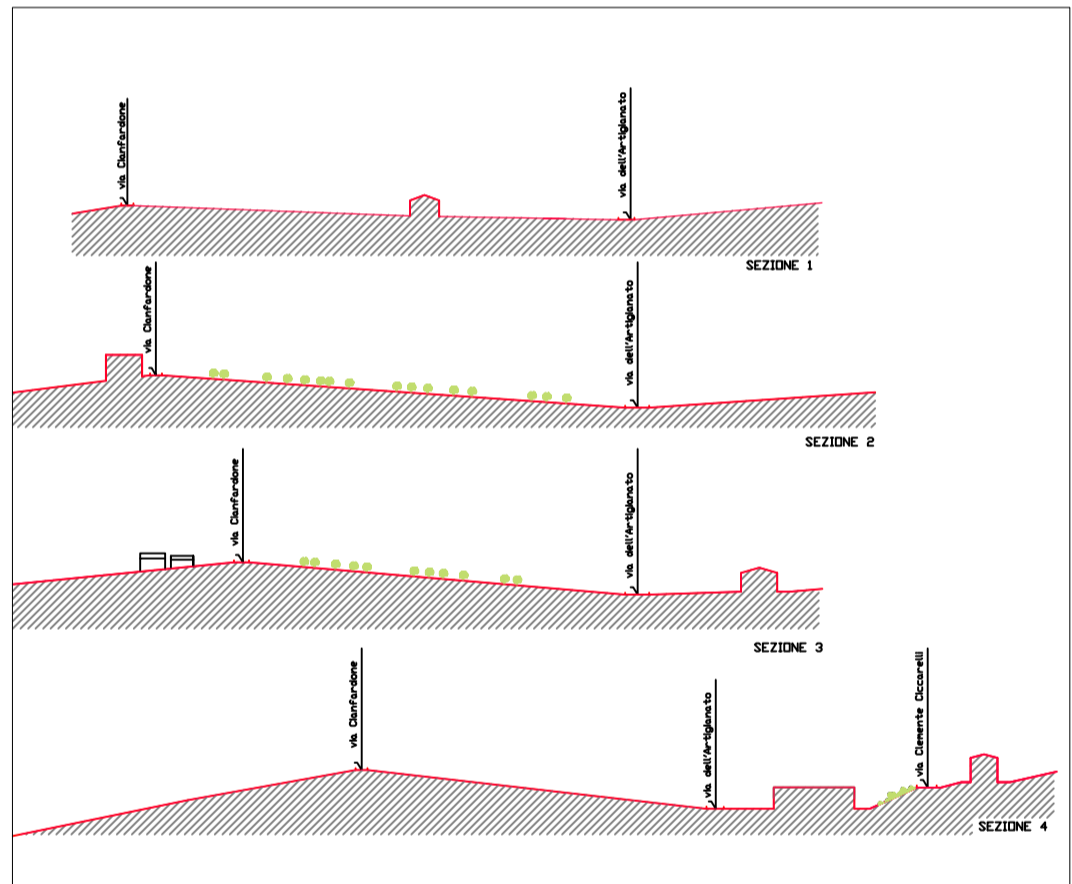 via Cianfardone
via dell'Artigianato
SEZIONE 1
via Cianfardone
via dell'Artigianato
SEZIONE 2
via Cianfardone
via dell'Artigianato
SEZIONE 3
via Cianfardone
via dell'Artigianato
via Clemente Ciccarelli
SEZIONE 4